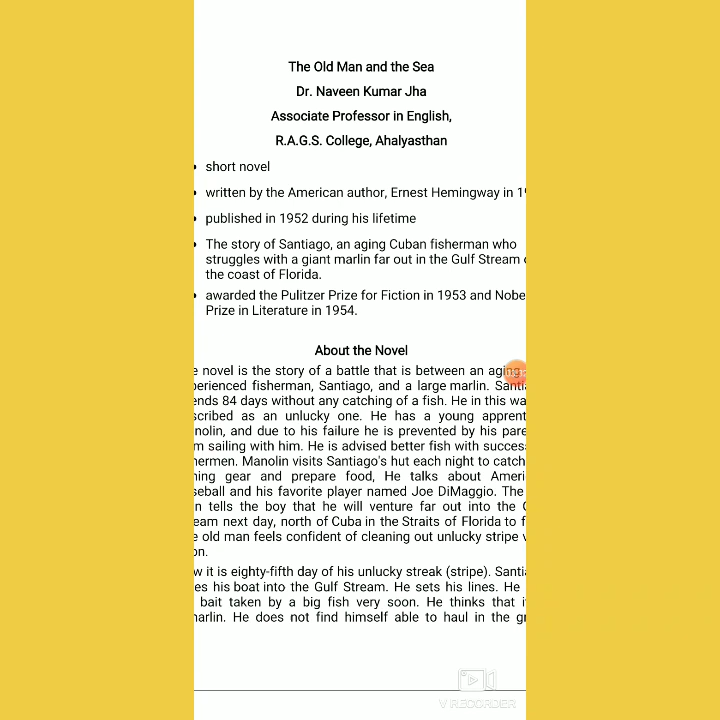 The Old Man and the Sea
Dr. Naveen Kumar Jha
Associate Professor in English,
R.A.G.S. College, Ahalyasthan
• short novel
• written by the American author, Ernest Hemingway in
• published in 1952 during his lifetime
• The story of Santiago, an aging Cuban fisherman who
struggles with a giant marlin far out in the Gulf Stream
the coast of Florida.
• awarded the Pulitzer Prize for Fiction in 1953 and Nobe
Prize in Literature in 1954.
About the Novel
e novel is the story of a battle that is between an aging
perienced fisherman, Santiago, and a large marlin. Santia
ends 84 days without any catching of a fish. He in this wa
scribed as an unlucky one. He has a young apprent
nolin, and due to his failure he is prevented by his pare
m sailing with him. He is advised better fish with success
hermen. Manolin visits Santiago's hut each night to catch
hing gear and prepare food, He talks about Ameri
seball and his favorite player named Joe DiMaggio. The
n tells the boy that he will venture far out into the
eam next day, north of Cuba in the Straits of Florida to f
e old man feels confident of cleaning out unlucky stripe
on.
w it is eighty-fifth day of his unlucky streak (stripe). Santia
es his boat into the Gulf Stream. He sets his lines. He
bait taken by a big fish very soon. He thinks that i
marlin. He does not find himself able to haul in the gr
V RECORDER